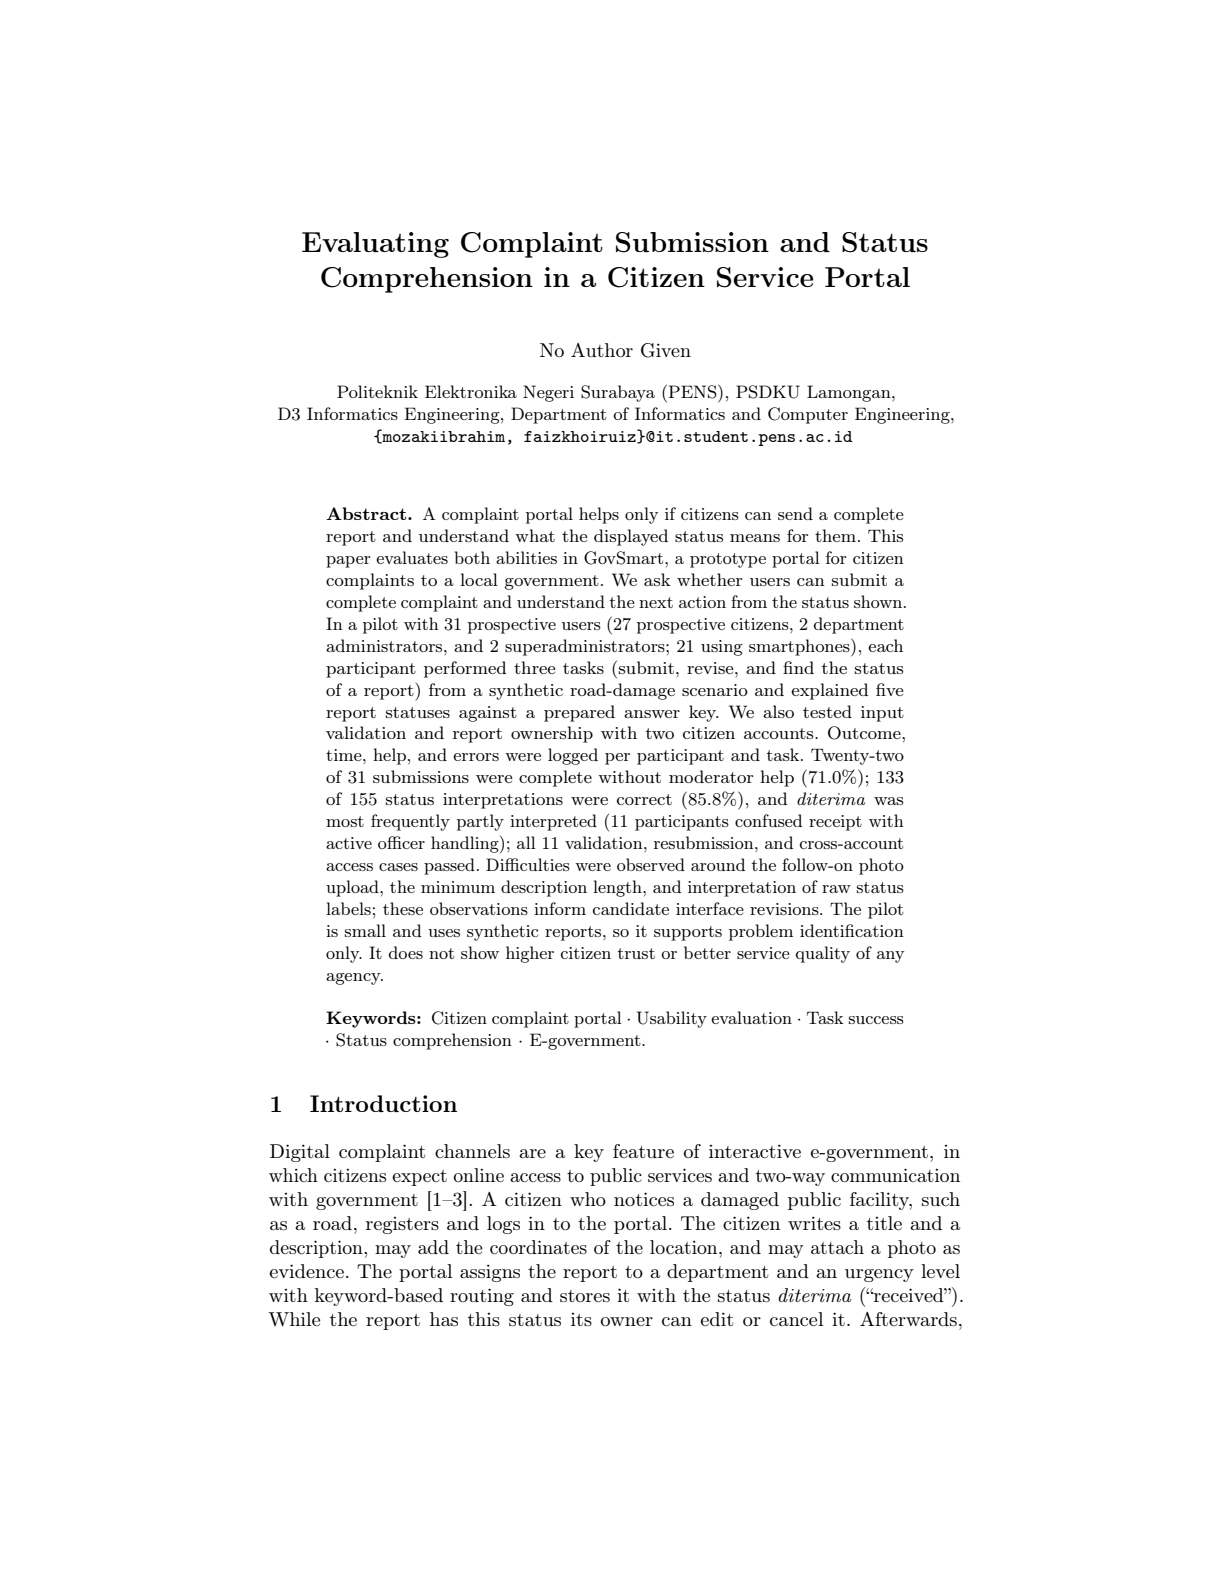 Evaluating Complaint Submission and Status
Comprehension in a Citizen Service Portal
No Author Given
Politeknik Elektronika Negeri Surabaya (PENS), PSDKU Lamongan,
D3 Informatics Engineering, Department of Informatics and Computer Engineering,
{mozakiibrahim, faizkhoiruiz}@it.student.pens.ac.id
Abstract. A complaint portal helps only if citizens can send a complete
report and understand what the displayed status means for them. This
paper evaluates both abilities in GovSmart, a prototype portal for citizen
complaints to a local government. We ask whether users can submit a
complete complaint and understand the next action from the status shown.
In a pilot with 31 prospective users (27 prospective citizens, 2 department
administrators, and 2 superadministrators; 21 using smartphones), each
participant performed three tasks (submit, revise, and find the status
of a report) from a synthetic road-damage scenario and explained five
report statuses against a prepared answer key. We also tested input
validation and report ownership with two citizen accounts. Outcome,
time, help, and errors were logged per participant and task. Twenty-two
of 31 submissions were complete without moderator help (71.0%); 133
of 155 status interpretations were correct (85.8%), and diterima was
most frequently partly interpreted (11 participants confused receipt with
active officer handling); all 11 validation, resubmission, and cross-account
access cases passed. Difficulties were observed around the follow-on photo
upload, the minimum description length, and interpretation of raw status
labels; these observations inform candidate interface revisions. The pilot
is small and uses synthetic reports, so it supports problem identification
only. It does not show higher citizen trust or better service quality of any
agency.
Keywords: Citizen complaint portal · Usability evaluation · Task success
· Status comprehension · E-government.
1 Introduction
Digital complaint channels are a key feature of interactive e-government, in
which citizens expect online access to public services and two-way communication
with government [1–3]. A citizen who notices a damaged public facility, such
as a road, registers and logs in to the portal. The citizen writes a title and a
description, may add the coordinates of the location, and may attach a photo as
evidence. The portal assigns the report to a department and an urgency level
with keyword-based routing and stores it with the status diterima (“received”).
While the report has this status its owner can edit or cancel it. Afterwards,